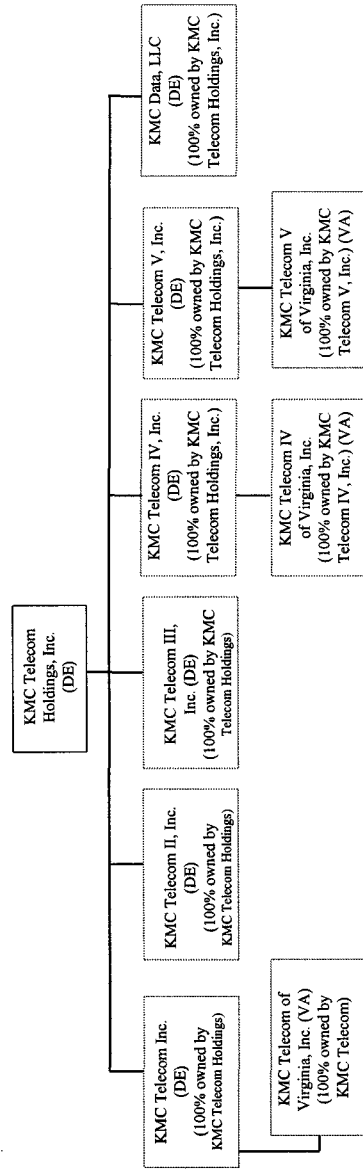 KMC Telecom
Holdings, Inc.
(DE)
KMC Telecom Inc.
(DE)
(100% owned by
KMC Telecom Holdings)
KMC Telecom II, Inc.
(DE)
(100% owned by
KMC Telecom Holdings)
KMC Telecom III,
Inc. (DE)
(100% owned by KMC
Telecom Holdings)
KMC Telecom IV, Inc.
(DE)
(100% owned by KMC
Telecom Holdings, Inc.)
KMC Telecom V, Inc.
(DE)
(100% owned by KMC
Telecom Holdings, Inc.)
KMC Data, LLC
(DE)
(100% owned by KMC
Telecom Holdings, Inc.)
KMC Telecom of
Virginia, Inc. (VA)
(100% owned by
KMC Telecom)
KMC Telecom IV
of Virginia, Inc.
(100% owned by KMC
Telecom IV, Inc.) (VA)
KMC Telecom V
of Virginia, Inc.
(100% owned by KMC
Telecom V, Inc.) (VA)